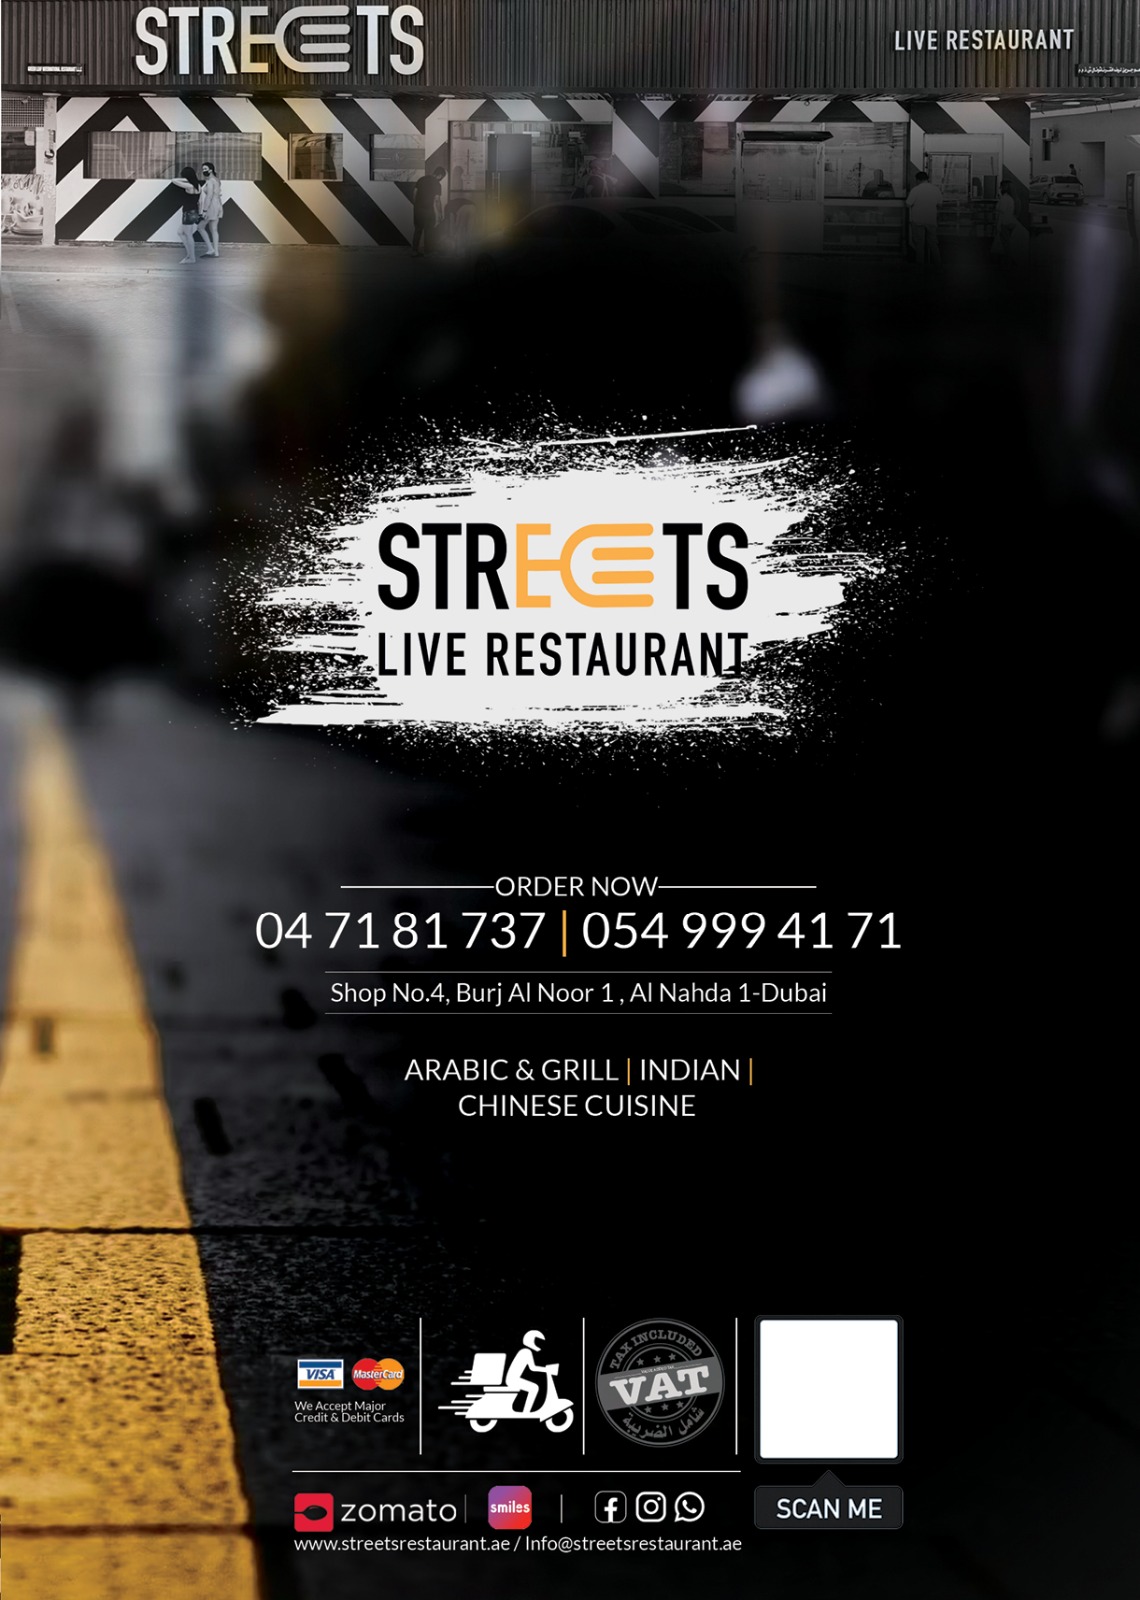 STREETS
LIVE RESTAURANT
STREETS
LIVE RESTAURANT
ORDER NOW
04 71 81 737 | 054 999 41 71
Shop No.4, Burj Al Noor 1 , Al Nahda 1-Dubai
ARABIC & GRILL | INDIAN |
CHINESE CUISINE
VISA
MasterCard
We Accept Major
Credit & Debit Cards
TAX INCLUDED
VAT
شامل الضريبة
SCAN ME
zomato | smiles |
www.streetsrestaurant.ae / Info@streetsrestaurant.ae